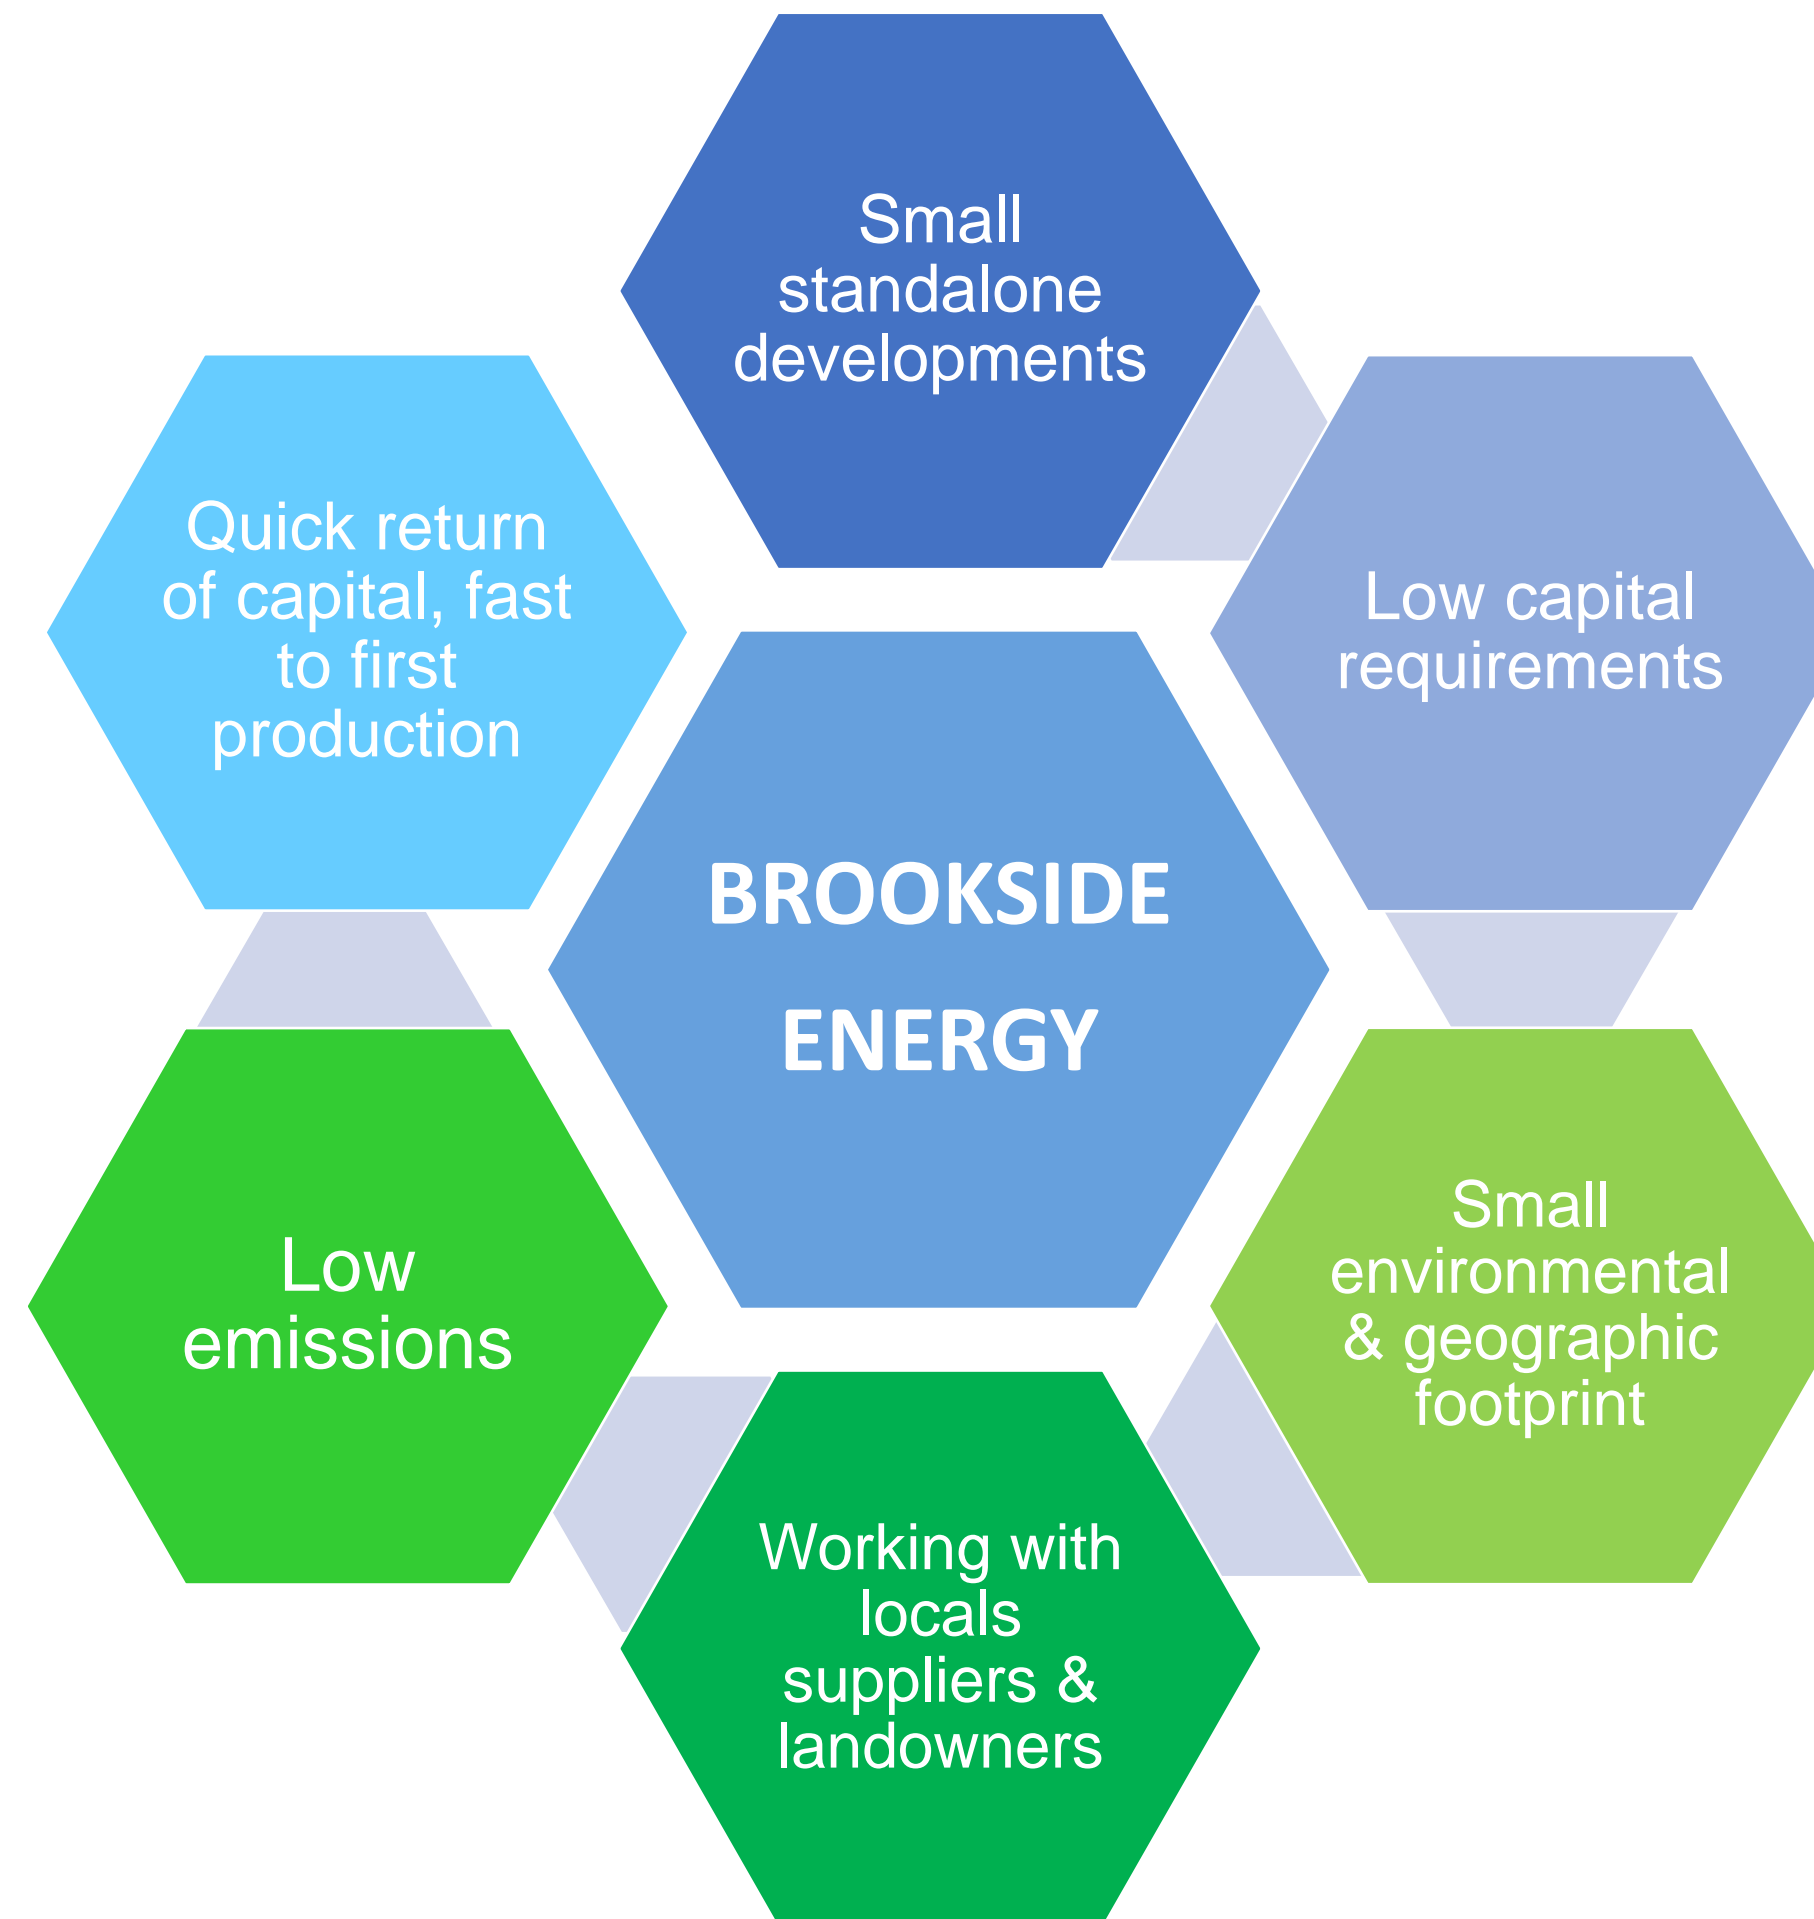 Small
standalone
developments
Low capital
requirements
Small
environmental
& geographic
footprint
Working with
locals
suppliers &
landowners
Low
emissions
Quick return
of capital, fast
to first
production
BROOKSIDE
ENERGY